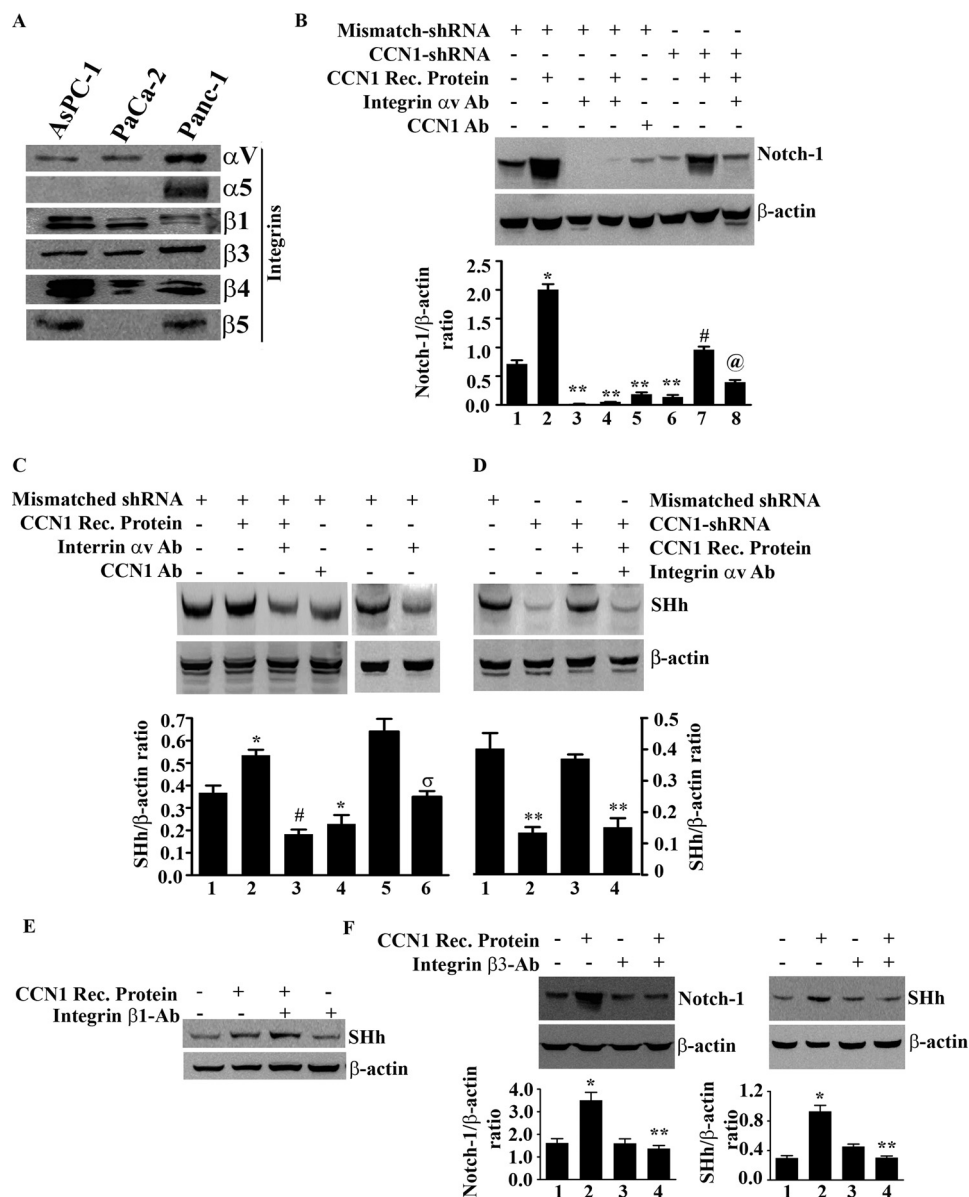 A
AsPC-1 PaCa-2 Panc-1
αV
α5
β1
β3
β4
β5
Integrins
B
Mismatch-shRNA + + + + + - - -
CCN1-shRNA - - - - - + + +
CCN1 Rec. Protein - + - + - - + +
Integrin αv Ab - - + + - - - +
CCN1 Ab - - - - + - - -
Notch-1
β-actin
Notch-1/β-actin ratio
2.5
2.0
1.5
1.0
0.5
0.0
* ** ** ** ** # @
1 2 3 4 5 6 7 8
C
Mismatched shRNA + + + + + +
CCN1 Rec. Protein - + + - - -
Interrin αv Ab - - + - - +
CCN1 Ab - - - + - -
SHh/β-actin ratio
0.7
0.6
0.5
0.4
0.3
0.2
0.1
0.0
* # * σ
1 2 3 4 5 6
D
+ - - - Mismatched shRNA
- + + + CCN1-shRNA
- - + + CCN1 Rec. Protein
- - - + Integrin αv Ab
SHh
β-actin
0.5
0.4
0.3
0.2
0.1
0
SHh/β-actin ratio
** **
1 2 3 4
E
CCN1 Rec. Protein - + + -
Integrin β1-Ab - - + +
SHh
β-actin
F
CCN1 Rec. Protein - + - + - + - +
Integrin β3-Ab - - + + - - + +
Notch-1
β-actin
Notch-1/β-actin ratio
4.0
3.0
2.0
1.0
0.0
* **
1 2 3 4
SHh
β-actin
SHh/β-actin ratio
1.2
0.8
0.4
0.0
* **
1 2 3 4